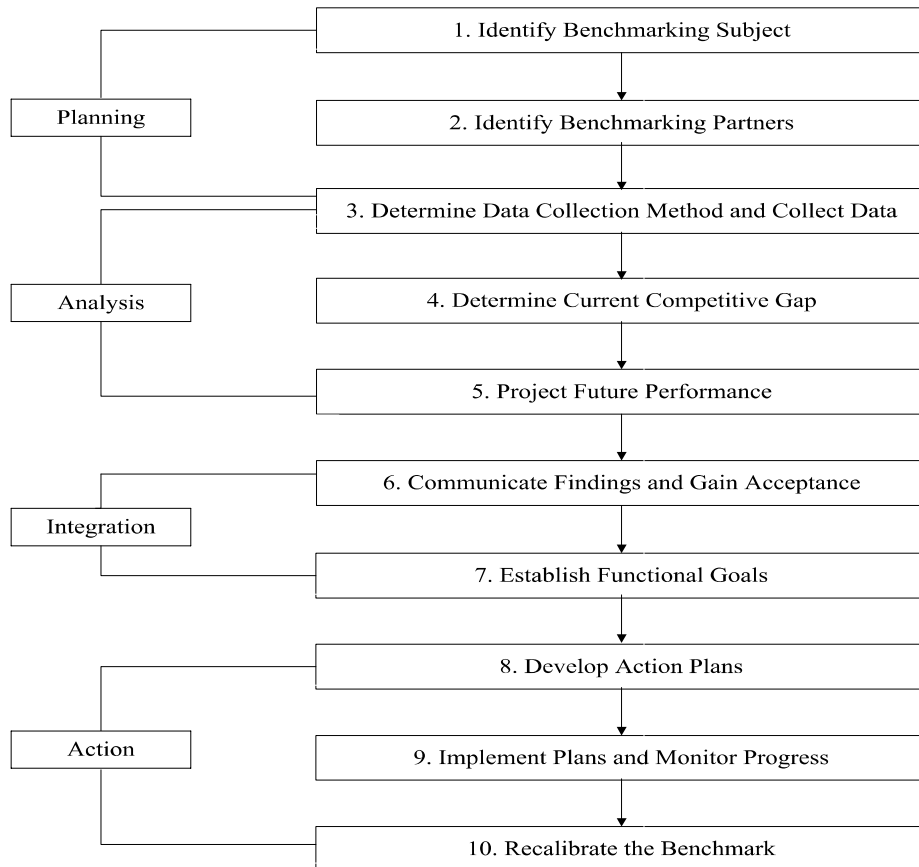 1. Identify Benchmarking Subject
Planning
2. Identify Benchmarking Partners
3. Determine Data Collection Method and Collect Data
Analysis
4. Determine Current Competitive Gap
5. Project Future Performance
6. Communicate Findings and Gain Acceptance
Integration
7. Establish Functional Goals
8. Develop Action Plans
Action
9. Implement Plans and Monitor Progress
10. Recalibrate the Benchmark